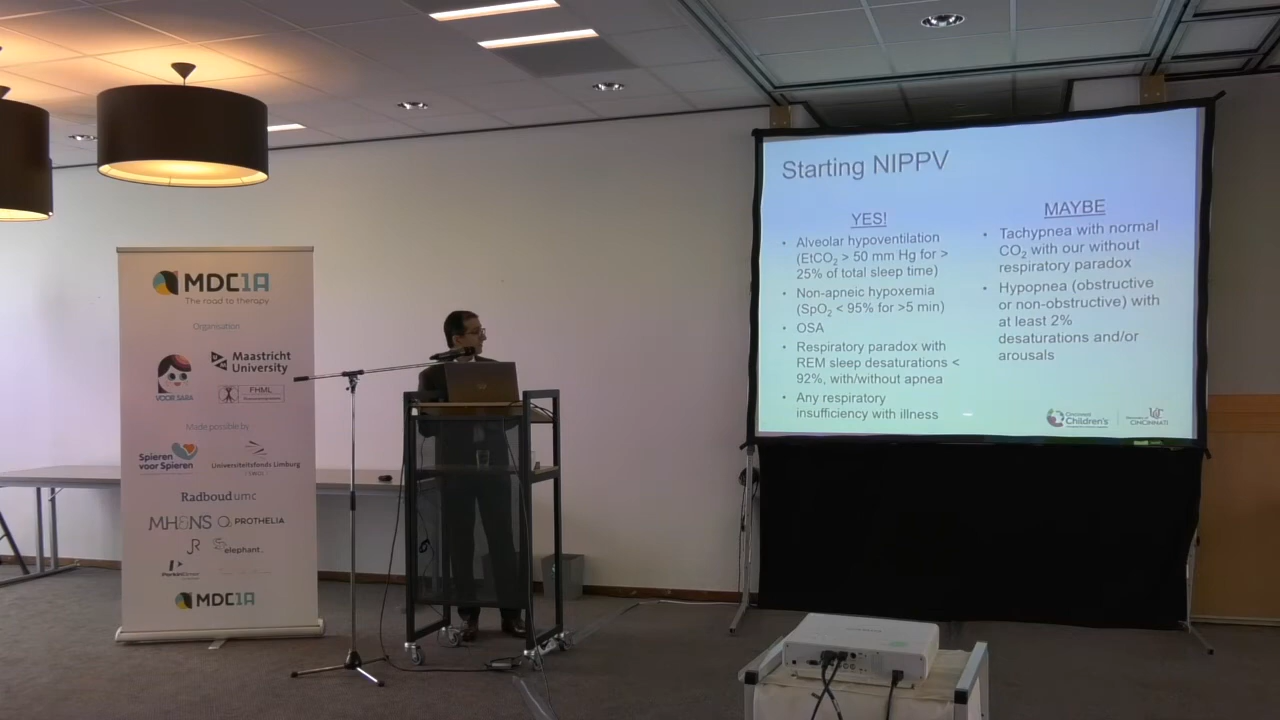 MDC1A
The road to therapy
Organisation
VOOR SARA
Maastricht
University
FHML
Made possible by
Spieren
voor Spieren
Universiteitsfonds Limburg
Radboudumc
PROTHELIA
elephant
MDC1A
Starting NIPPV
YES!
• Alveolar hypoventilation
(EtCO₂ > 50 mm Hg for >
25% of total sleep time)
• Non-apneic hypoxemia
(SpO₂ < 95% for >5 min)
• OSA
• Respiratory paradox with
REM sleep desaturations <
92%, with/without apnea
• Any respiratory
insufficiency with illness
MAYBE
• Tachypnea with normal
CO₂ with our without
respiratory paradox
• Hypopnea (obstructive
or non-obstructive) with
at least 2%
desaturations and/or
arousals
Cincinnati
Children's
CINCINNATI